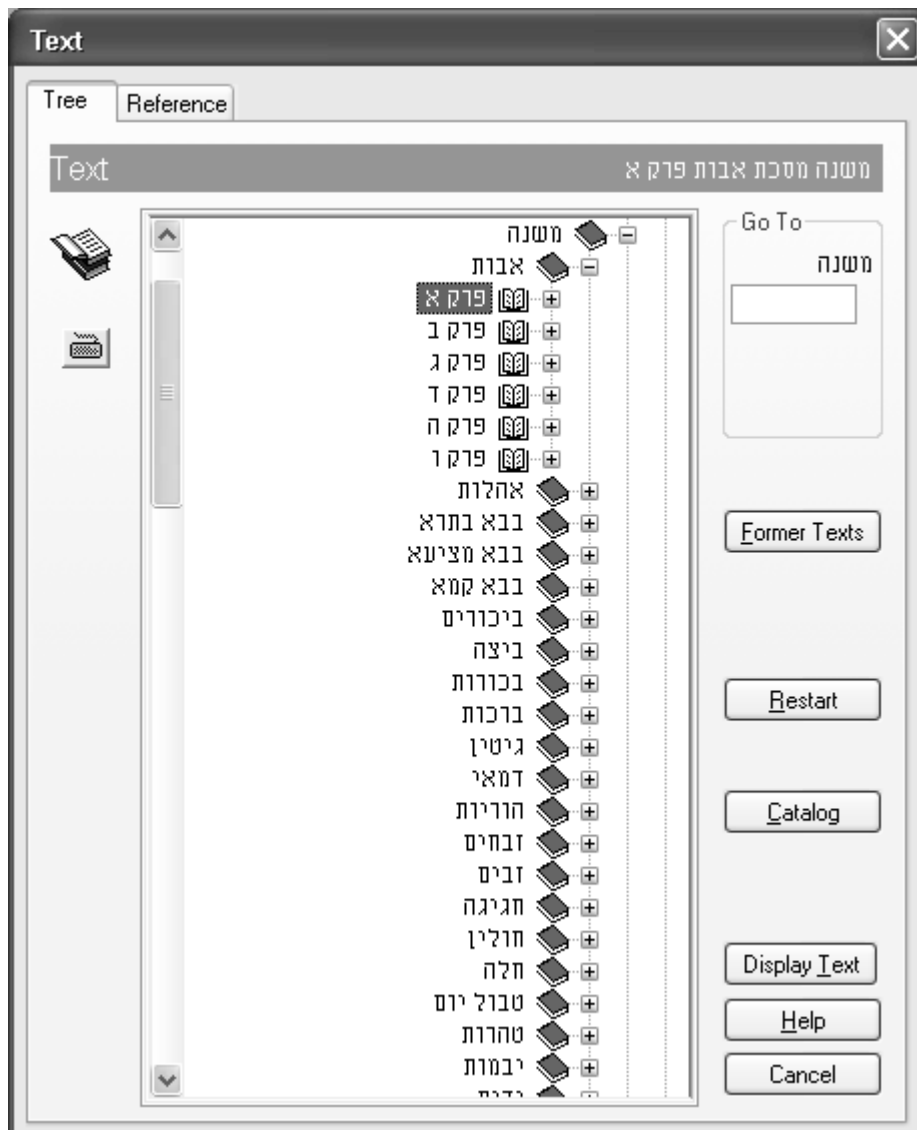 Text
Tree Reference
Text משנה מסכת אבות פרק א
Go To
משנה
משנה
אבות
פרק א
פרק ב
פרק ג
פרק ד
פרק ה
פרק ו
אהלות
בבא בתרא
בבא מציעא
בבא קמא
ביכורים
ביצה
בכורות
ברכות
גיטין
דמאי
הוריות
זבחים
זבים
חגיגה
חולין
חלה
טבול יום
טהרות
יבמות
Former Texts
Restart
Catalog
Display Text
Help
Cancel